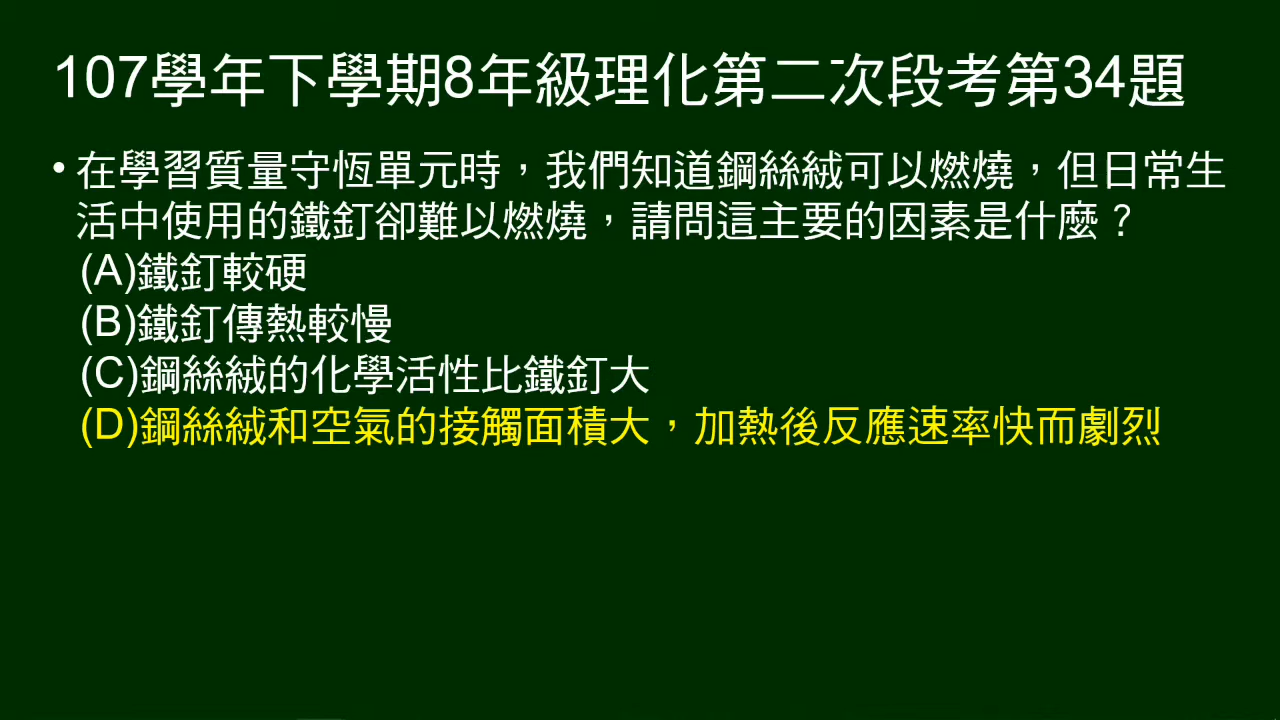 107學年下學期8年級理化第二次段考第34題
• 在學習質量守恆單元時，我們知道鋼絲絨可以燃燒，但日常生
活中使用的鐵釘卻難以燃燒，請問這主要的因素是什麼？
(A)鐵釘較硬
(B)鐵釘傳熱較慢
(C)鋼絲絨的化學活性比鐵釘大
(D)鋼絲絨和空氣的接觸面積大，加熱後反應速率快而劇烈